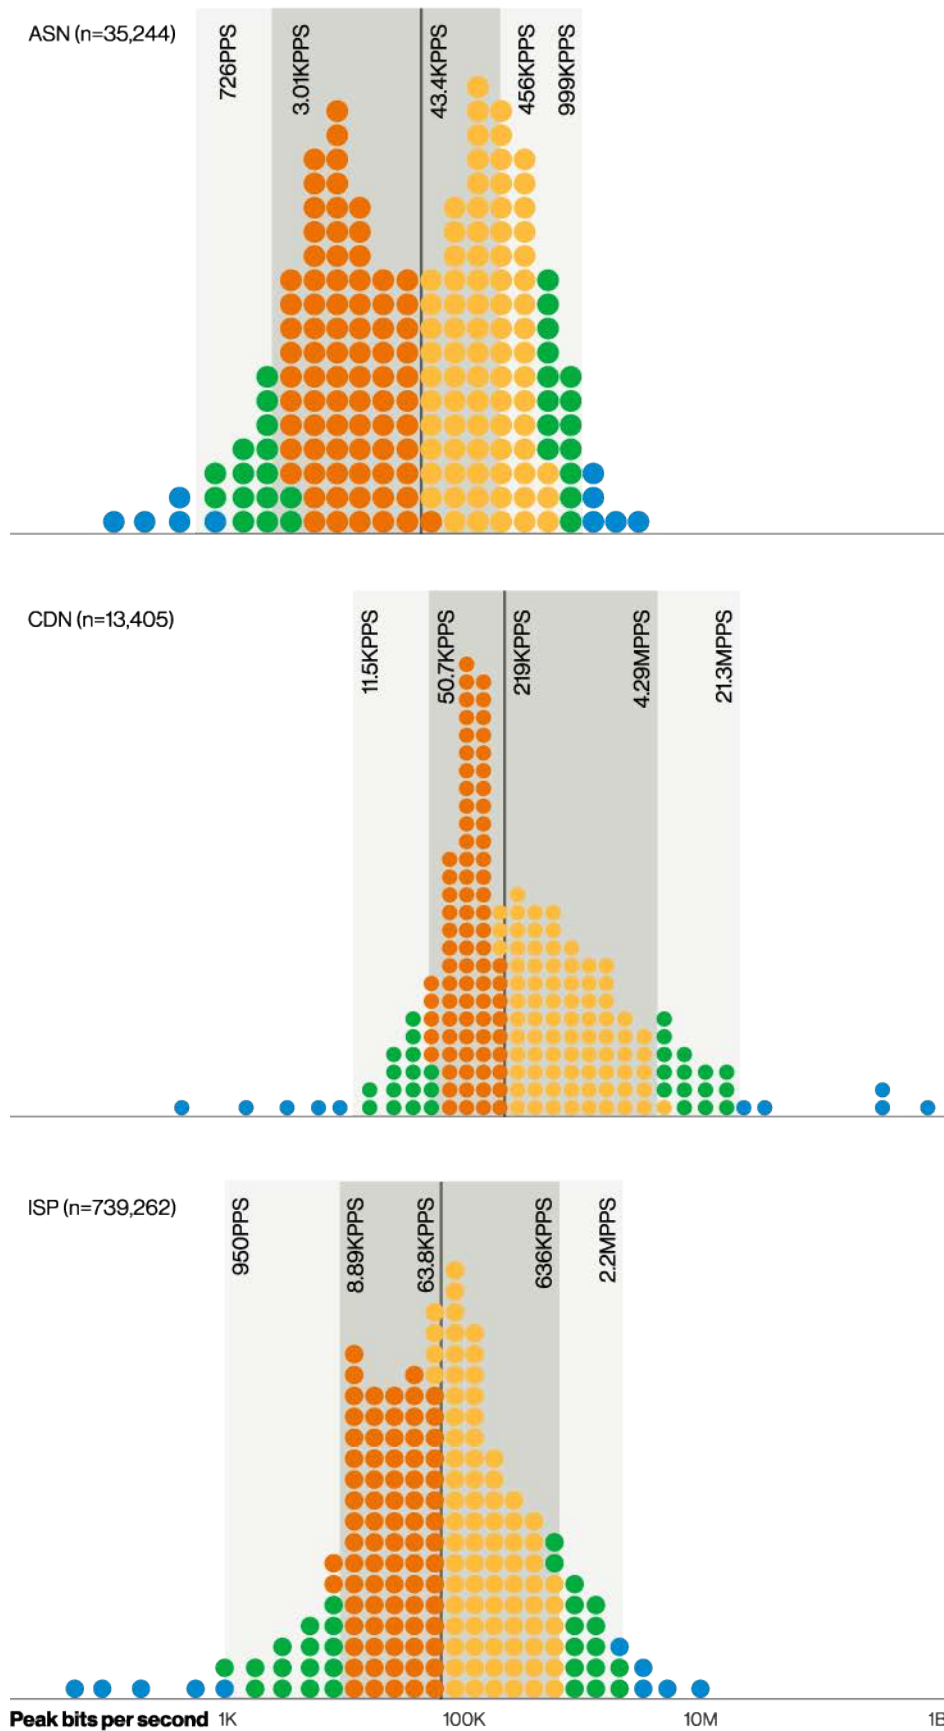 ASN (n=35,244)
726PPS
3.01KPPS
43.4KPPS
456KPPS
999KPPS
CDN (n=13,405)
11.5KPPS
50.7KPPS
219KPPS
4.29MPPS
21.3MPPS
ISP (n=739,262)
950PPS
8.89KPPS
63.8KPPS
636KPPS
2.2MPPS
Peak bits per second 1K 100K 10M 1B